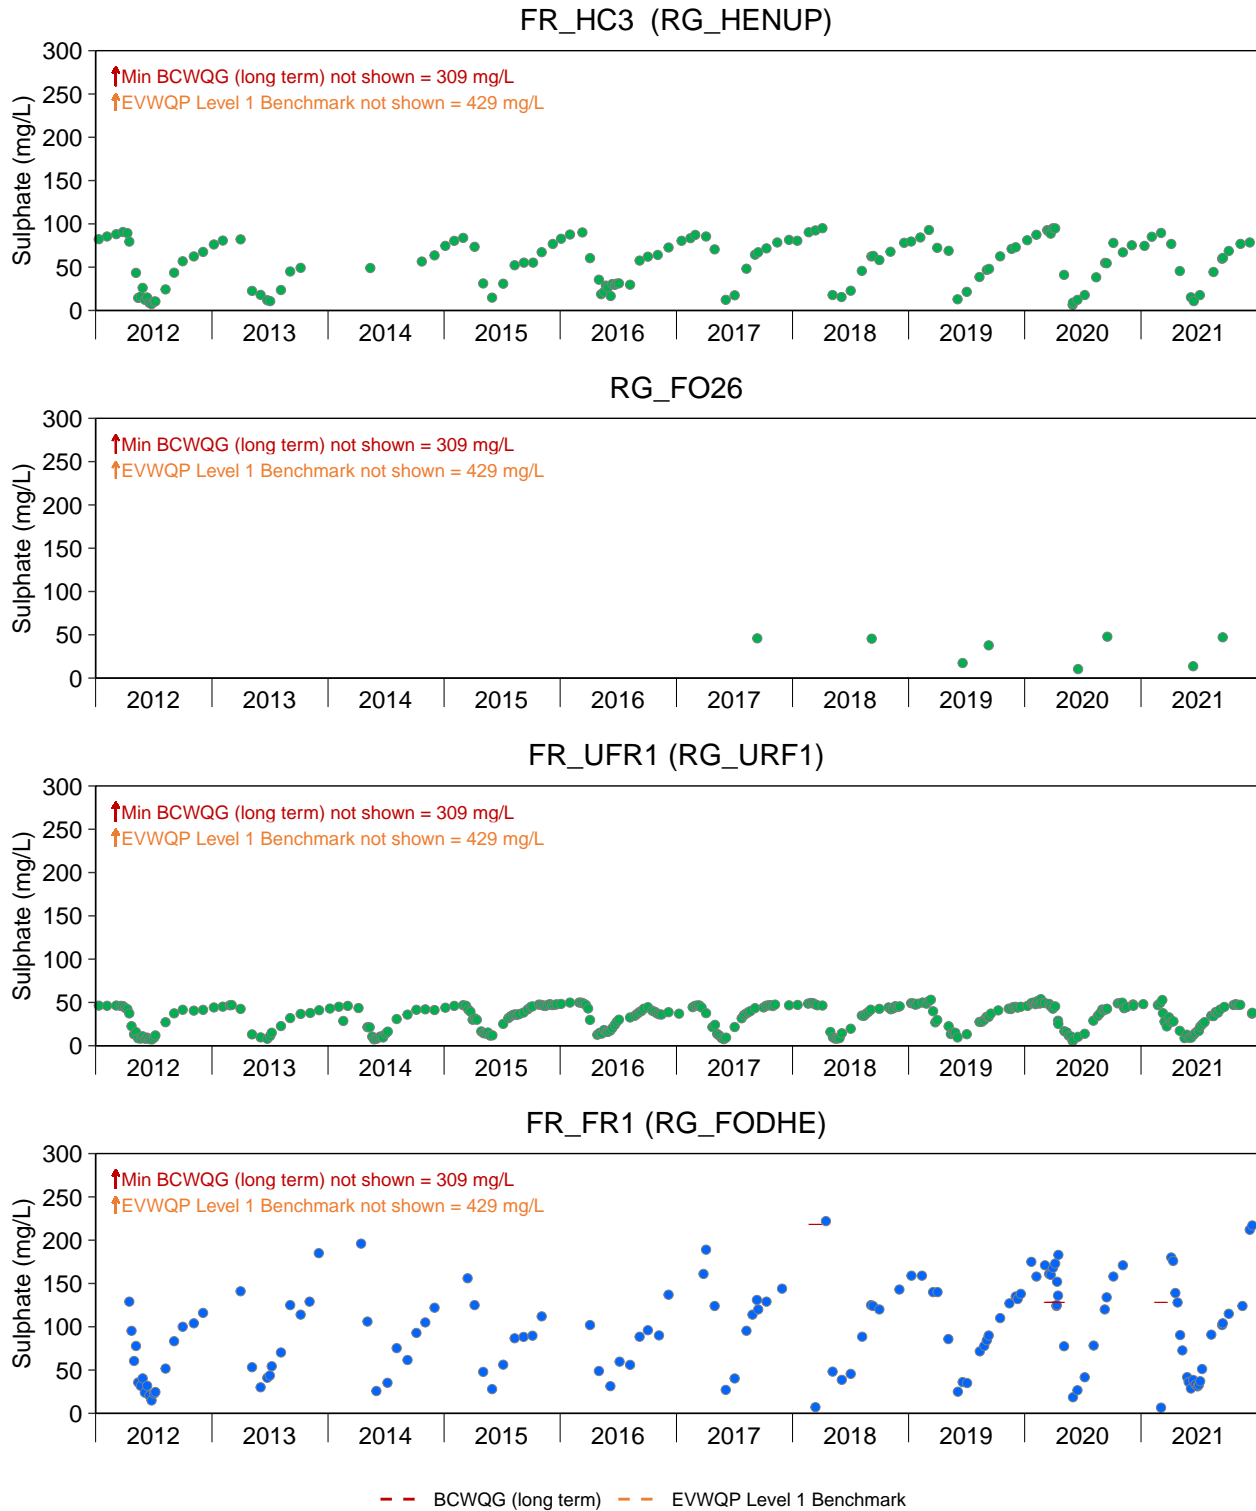 FR_HC3 (RG_HENUP)
300
250
200
150
100
50
0
Sulphate (mg/L)
Min BCWQG (long term) not shown = 309 mg/L
EVWQP Level 1 Benchmark not shown = 429 mg/L
2012 2013 2014 2015 2016 2017 2018 2019 2020 2021
RG_FO26
300
250
200
150
100
50
0
Sulphate (mg/L)
Min BCWQG (long term) not shown = 309 mg/L
EVWQP Level 1 Benchmark not shown = 429 mg/L
2012 2013 2014 2015 2016 2017 2018 2019 2020 2021
FR_UFR1 (RG_URF1)
300
250
200
150
100
50
0
Sulphate (mg/L)
Min BCWQG (long term) not shown = 309 mg/L
EVWQP Level 1 Benchmark not shown = 429 mg/L
2012 2013 2014 2015 2016 2017 2018 2019 2020 2021
FR_FR1 (RG_FODHE)
300
250
200
150
100
50
0
Sulphate (mg/L)
Min BCWQG (long term) not shown = 309 mg/L
EVWQP Level 1 Benchmark not shown = 429 mg/L
2012 2013 2014 2015 2016 2017 2018 2019 2020 2021
BCWQG (long term) EVWQP Level 1 Benchmark